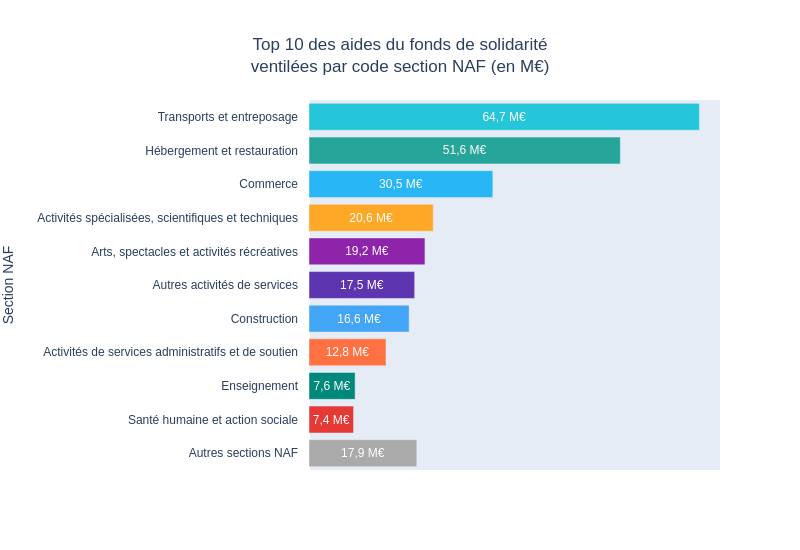 Top 10 des aides du fonds de solidarité
ventilées par code section NAF (en M€)
Section NAF
Transports et entreposage 64,7 M€
Hébergement et restauration 51,6 M€
Commerce 30,5 M€
Activités spécialisées, scientifiques et techniques 20,6 M€
Arts, spectacles et activités récréatives 19,2 M€
Autres activités de services 17,5 M€
Construction 16,6 M€
Activités de services administratifs et de soutien 12,8 M€
Enseignement 7,6 M€
Santé humaine et action sociale 7,4 M€
Autres sections NAF 17,9 M€